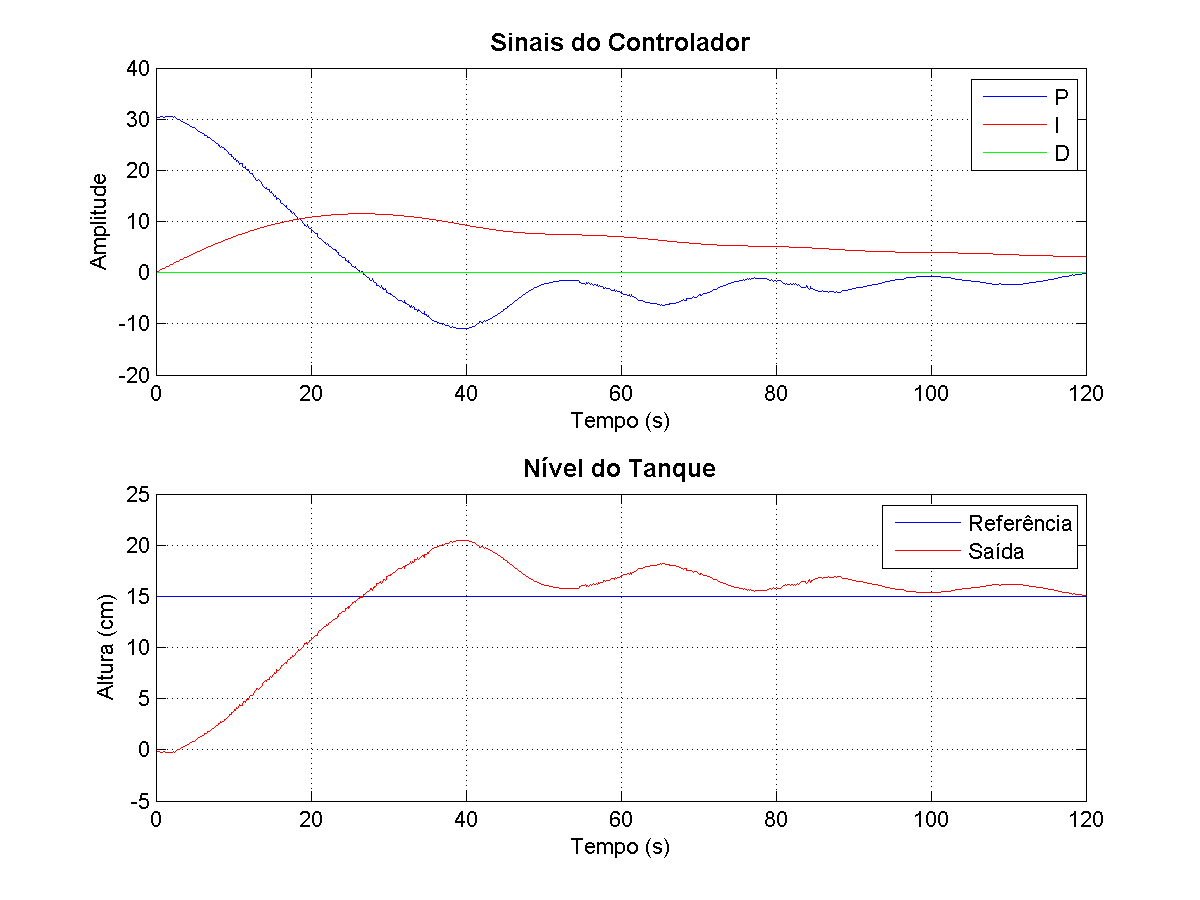 Sinais do Controlador
40
30
20
10
0
-10
-20
Amplitude
P
I
D
0 20 40 60 80 100 120
Tempo (s)
Nível do Tanque
25
20
15
10
5
0
-5
Altura (cm)
Referência
Saída
0 20 40 60 80 100 120
Tempo (s)